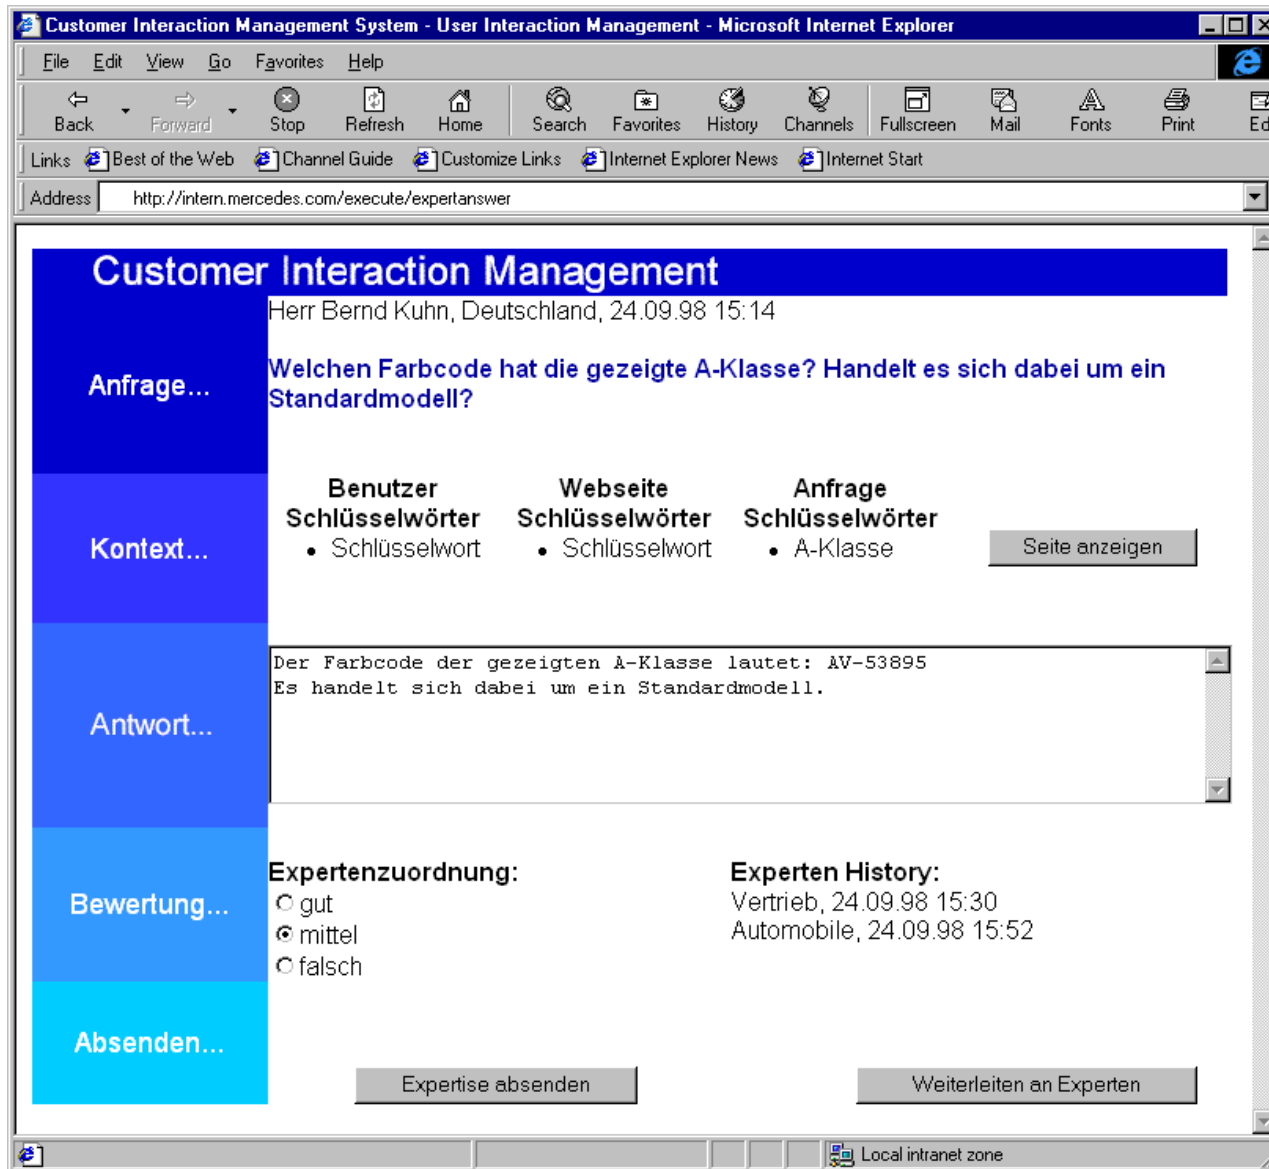 Customer Interaction Management System - User Interaction Management - Microsoft Internet Explorer
File Edit View Go Favorites Help
Back Forward Stop Refresh Home Search Favorites History Channels Fullscreen Mail Fonts Print Ed
Links Best of the Web Channel Guide Customize Links Internet Explorer News Internet Start
Address http://intern.mercedes.com/execute/expertanswer
Customer Interaction Management
Herr Bernd Kuhn, Deutschland, 24.09.98 15:14
Anfrage...
Welchen Farbcode hat die gezeigte A-Klasse? Handelt es sich dabei um ein
Standardmodell?
Kontext...
Benutzer Webseite Anfrage
Schlüsselwörter Schlüsselwörter Schlüsselwörter
• Schlüsselwort • Schlüsselwort • A-Klasse
Seite anzeigen
Antwort...
Der Farbcode der gezeigten A-Klasse lautet: AV-53895
Es handelt sich dabei um ein Standardmodell.
Bewertung...
Expertenzuordnung:
gut
mittel
falsch
Experten History:
Vertrieb, 24.09.98 15:30
Automobile, 24.09.98 15:52
Absenden...
Expertise absenden Weiterleiten an Experten
Local intranet zone